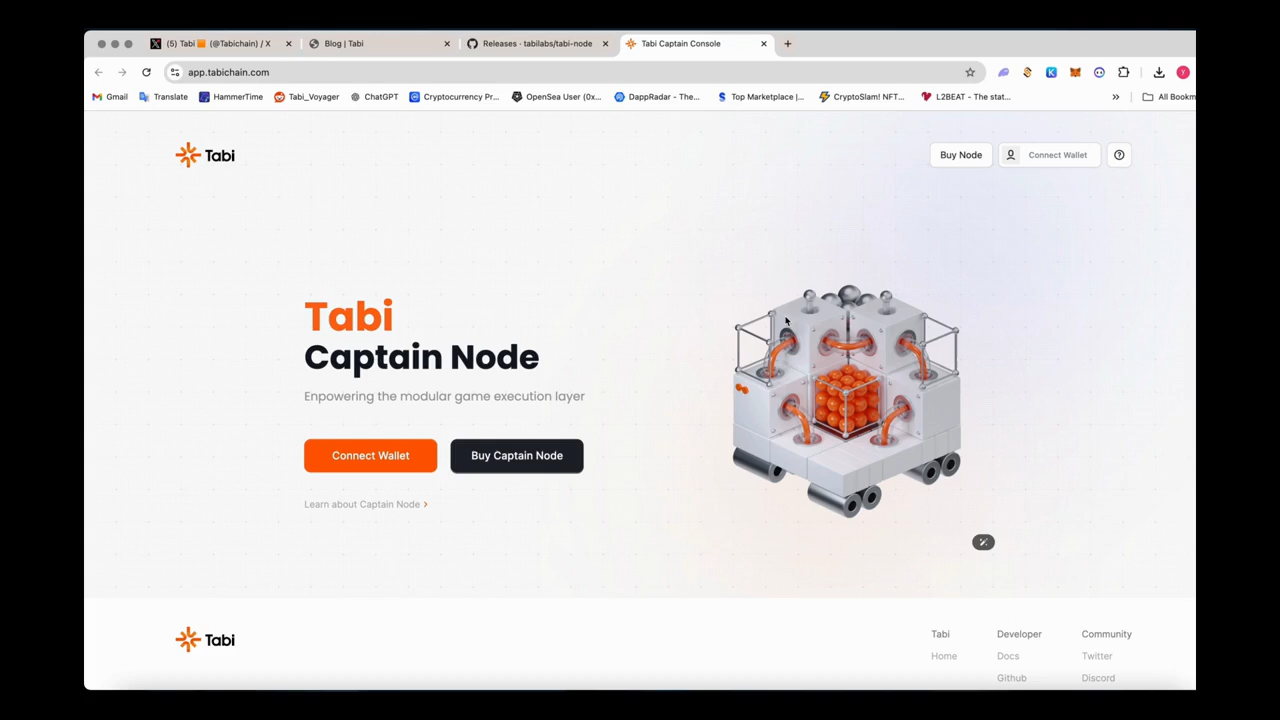 (5) Tabi 🟧 (@Tabichain) / X
Blog | Tabi
Releases · tabilabs/tabi-node
Tabi Captain Console
app.tabichain.com
Y
Gmail
Translate
HammerTime
Tabi_Voyager
ChatGPT
Cryptocurrency Pr...
OpenSea User (0x...
DappRadar - The...
Top Marketplace |...
CryptoSlam! NFT...
L2BEAT - The stat...
»
All Bookm
Tabi
Buy Node
Connect Wallet
Tabi
Captain Node
Enpowering the modular game execution layer
Connect Wallet
Buy Captain Node
Learn about Captain Node >
Tabi
Tabi
Developer
Community
Home
Docs
Twitter
Github
Discord